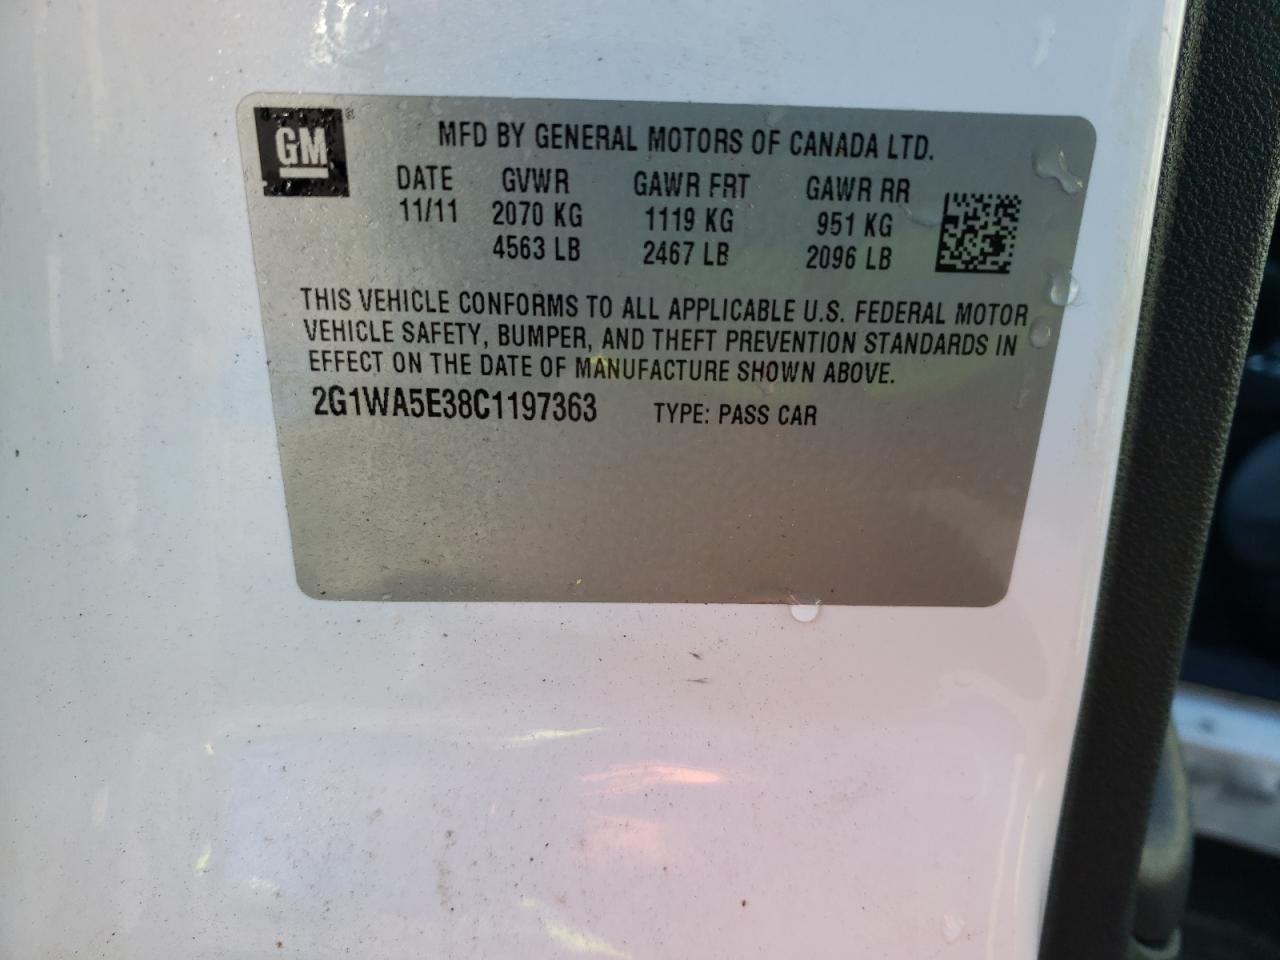 GM
MFD BY GENERAL MOTORS OF CANADA LTD.
DATE GVWR GAWR FRT GAWR RR
11/11 2070 KG 1119 KG 951 KG
4563 LB 2467 LB 2096 LB
THIS VEHICLE CONFORMS TO ALL APPLICABLE U.S. FEDERAL MOTOR
VEHICLE SAFETY, BUMPER, AND THEFT PREVENTION STANDARDS IN
EFFECT ON THE DATE OF MANUFACTURE SHOWN ABOVE.
2G1WA5E38C1197363 TYPE: PASS CAR